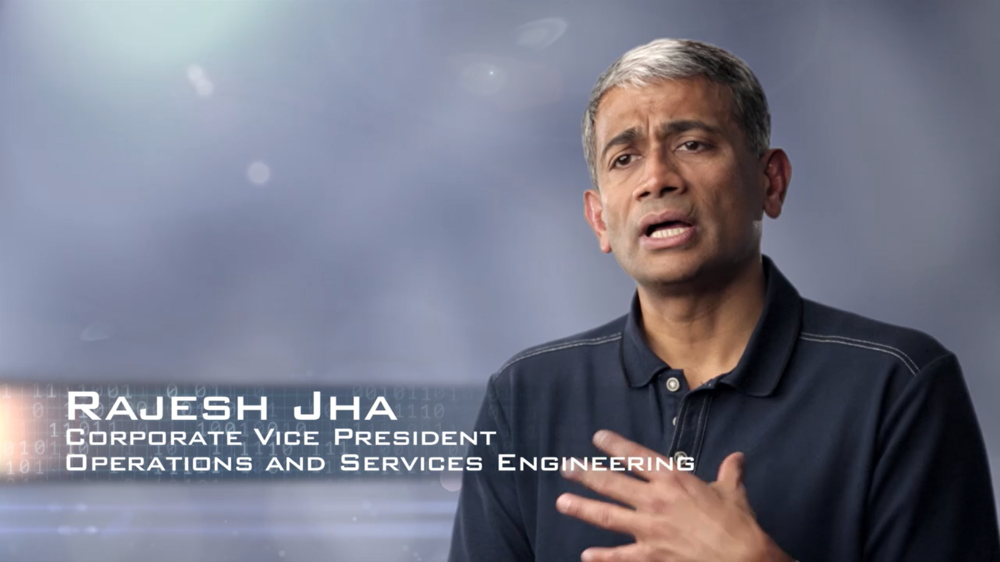 Rajesh Jha
Corporate Vice President
Operations and Services Engineering